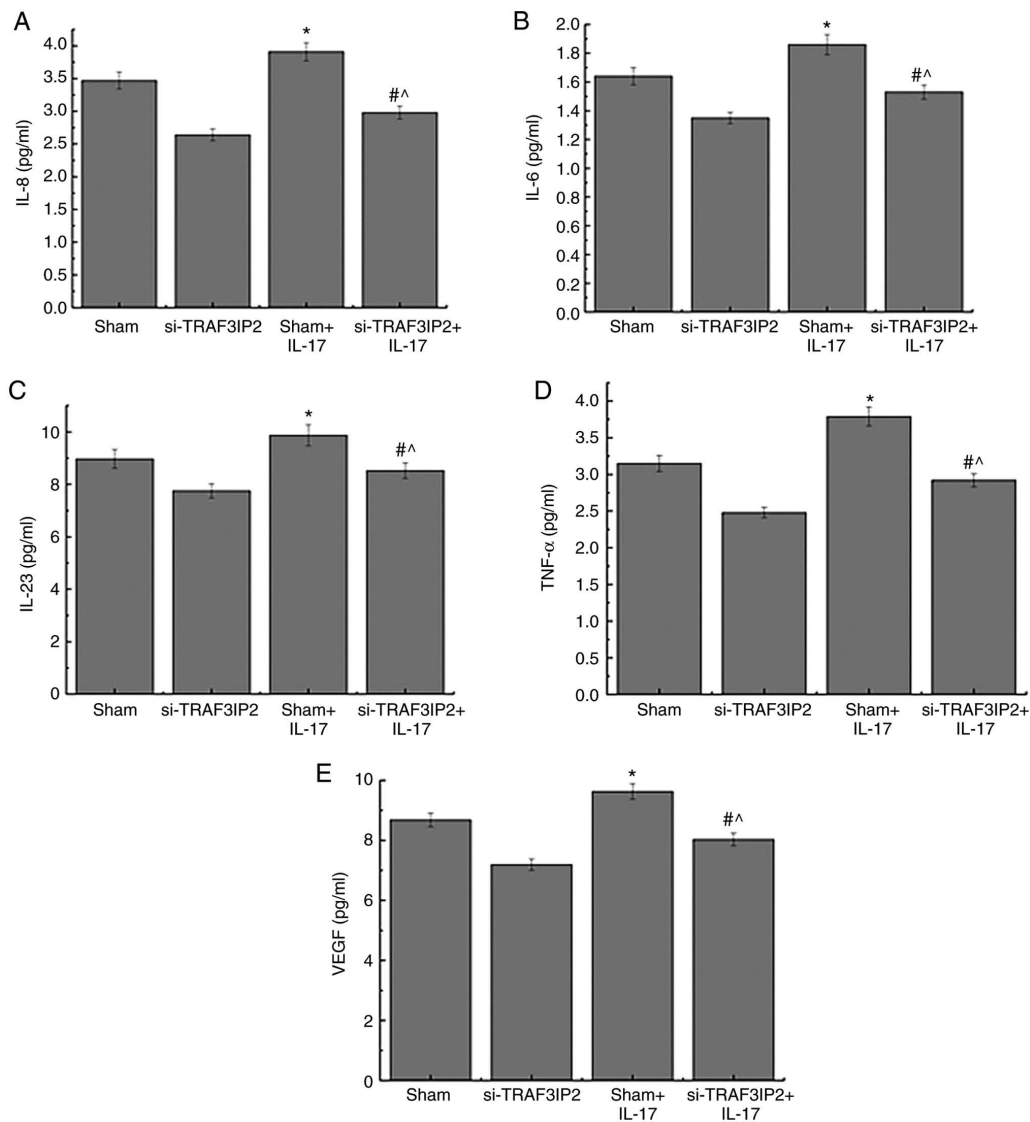 A
IL-8 (pg/ml)
4.0
3.5
3.0
2.5
2.0
1.5
1.0
0.5
0.0
*
#^
Sham
si-TRAF3IP2
Sham+
IL-17
si-TRAF3IP2+
IL-17
B
IL-6 (pg/ml)
2.0
1.8
1.6
1.4
1.2
1.0
0.8
0.6
0.4
0.2
0.0
*
#^
Sham
si-TRAF3IP2
Sham+
IL-17
si-TRAF3IP2+
IL-17
C
IL-23 (pg/ml)
10
8
6
4
2
0
*
#^
Sham
si-TRAF3IP2
Sham+
IL-17
si-TRAF3IP2+
IL-17
D
TNF-α (pg/ml)
4.0
3.5
3.0
2.5
2.0
1.5
1.0
0.5
0.0
*
#^
Sham
si-TRAF3IP2
Sham+
IL-17
si-TRAF3IP2+
IL-17
E
VEGF (pg/ml)
10
8
6
4
2
0
*
#^
Sham
si-TRAF3IP2
Sham+
IL-17
si-TRAF3IP2+
IL-17